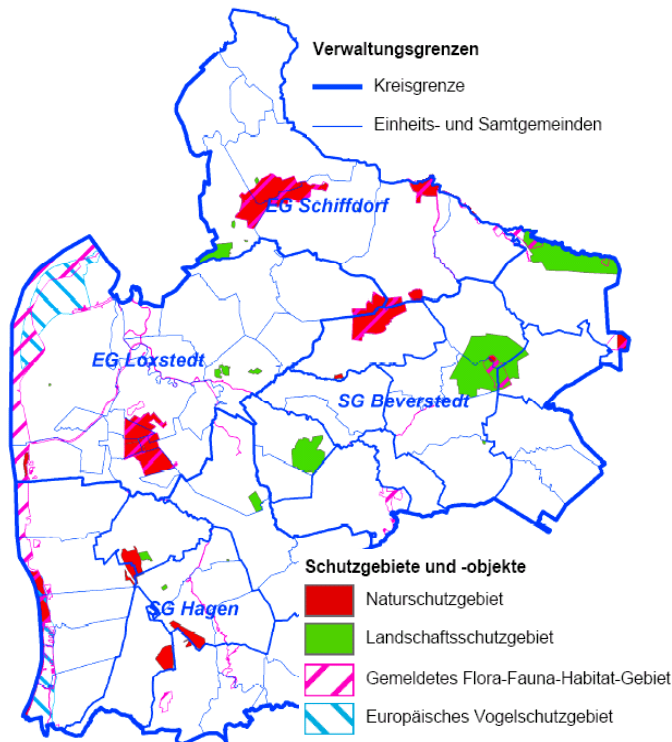 Verwaltungsgrenzen
Kreisgrenze
Einheits- und Samtgemeinden
EG Schiffdorf
EG Loxstedt
SG Beverstedt
SG Hagen
Schutzgebiete und -objekte
Naturschutzgebiet
Landschaftsschutzgebiet
Gemeldetes Flora-Fauna-Habitat-Gebiet
Europäisches Vogelschutzgebiet